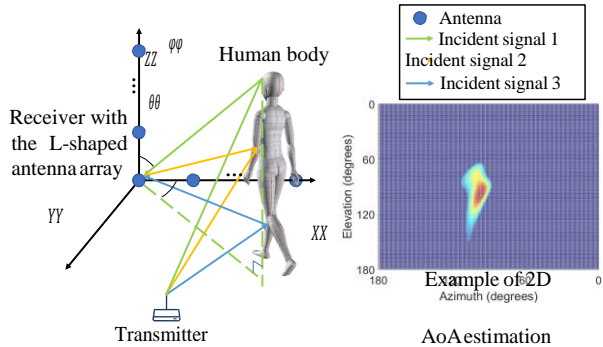 Antenna
Incident signal 1
Incident signal 2
Incident signal 3
ZZ
φφ
θθ
Human body
Receiver with
the L-shaped
antenna array
YY
XX
Transmitter
0
60
120
180
Elevation (degrees)
180
120
60
0
Example of 2D
Azimuth (degrees)
AoA estimation